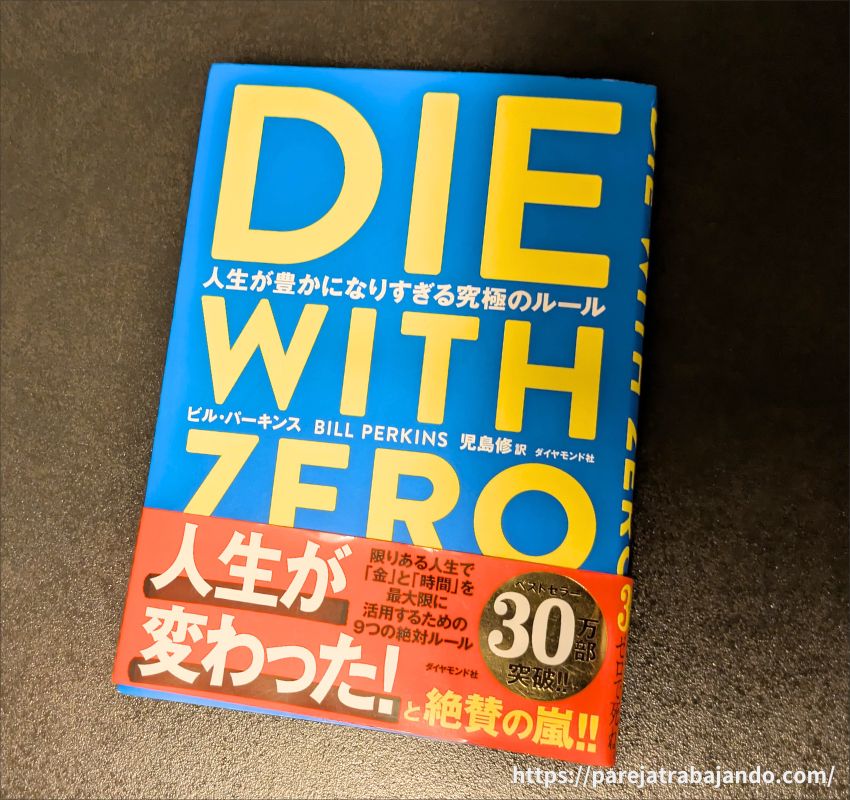 DIE
人生が豊かになりすぎる究極のルール
WITH
ビル・パーキンス BILL PERKINS 児島修 訳 ダイヤモンド社
ZERO
人生が
変わった!
と絶賛の嵐!!
限りある人生で
「金」と「時間」を
最大限に
活用するための
9つの絶対ルール
ダイヤモンド社
ベストセラー
30万部
突破!!
DIE WITH ZERO
https://parejatrabajando.com/